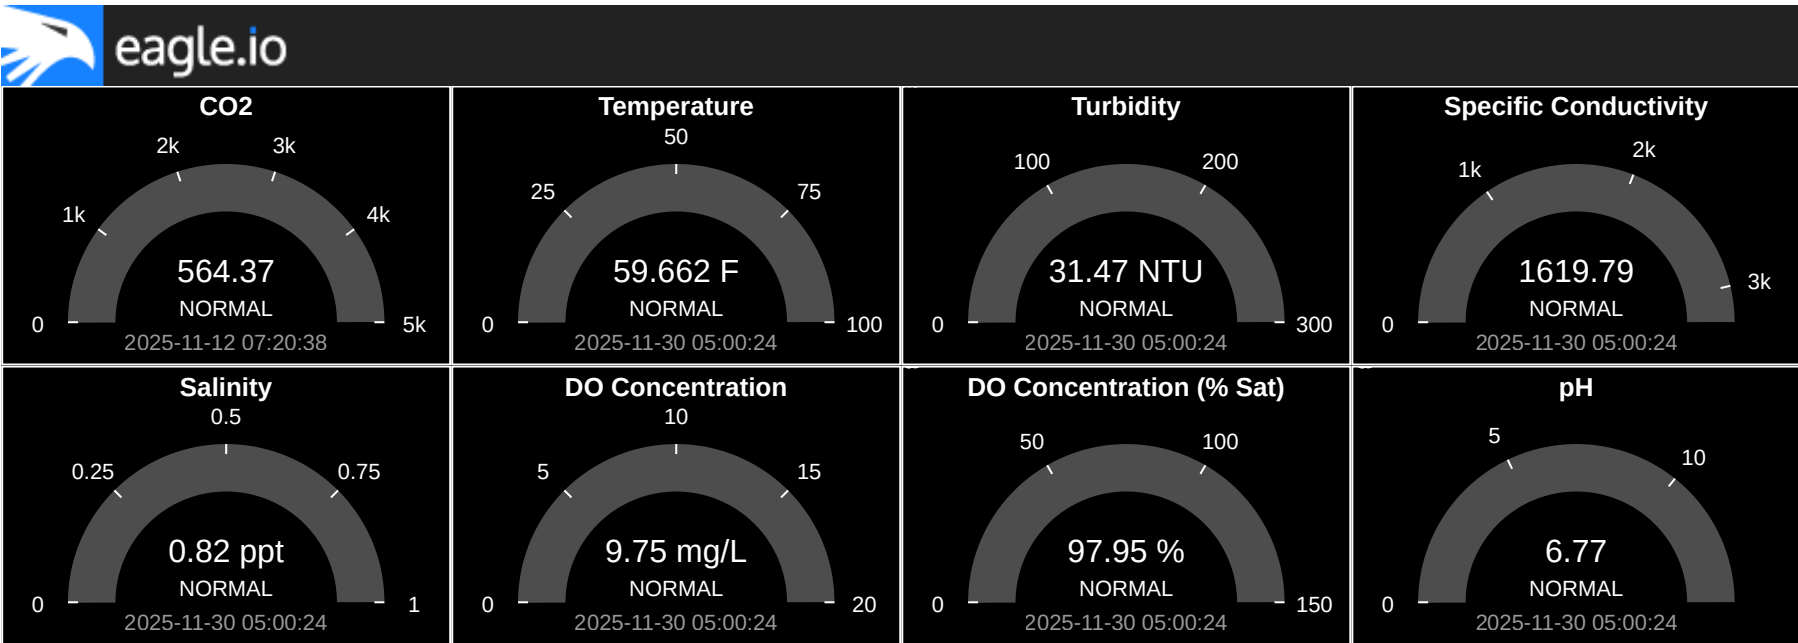 eagle.io
CO2
2k
3k
1k
4k
0
5k
564.37
NORMAL
2025-11-12 07:20:38
Temperature
50
25
75
0
100
59.662 F
NORMAL
2025-11-30 05:00:24
Turbidity
100
200
0
300
31.47 NTU
NORMAL
2025-11-30 05:00:24
Specific Conductivity
1k
2k
3k
0
1619.79
NORMAL
2025-11-30 05:00:24
Salinity
0.5
0.25
0.75
0
1
0.82 ppt
NORMAL
2025-11-30 05:00:24
DO Concentration
10
5
15
0
20
9.75 mg/L
NORMAL
2025-11-30 05:00:24
DO Concentration (% Sat)
50
100
0
150
97.95 %
NORMAL
2025-11-30 05:00:24
pH
5
10
0
6.77
NORMAL
2025-11-30 05:00:24